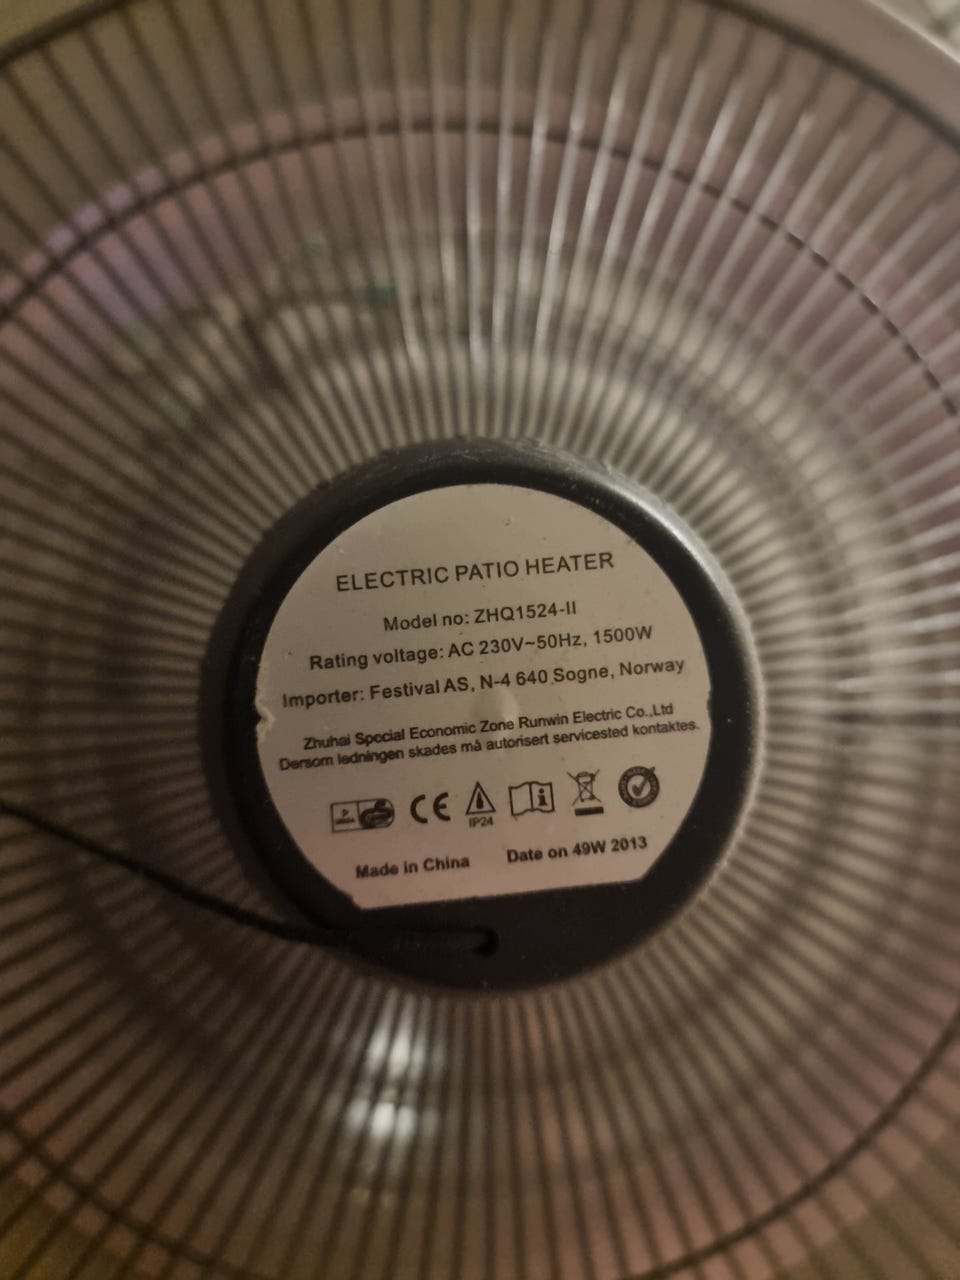 ELECTRIC PATIO HEATER
Model no: ZHQ1524-II
Rating voltage: AC 230V~50Hz, 1500W
Importer: Festival AS, N-4 640 Sogne, Norway
Zhuhai Special Economic Zone Runwin Electric Co.,Ltd
Dersom ledningen skades må autorisert servicested kontaktes.
CE
IP24
Made in China Date on 49W 2013